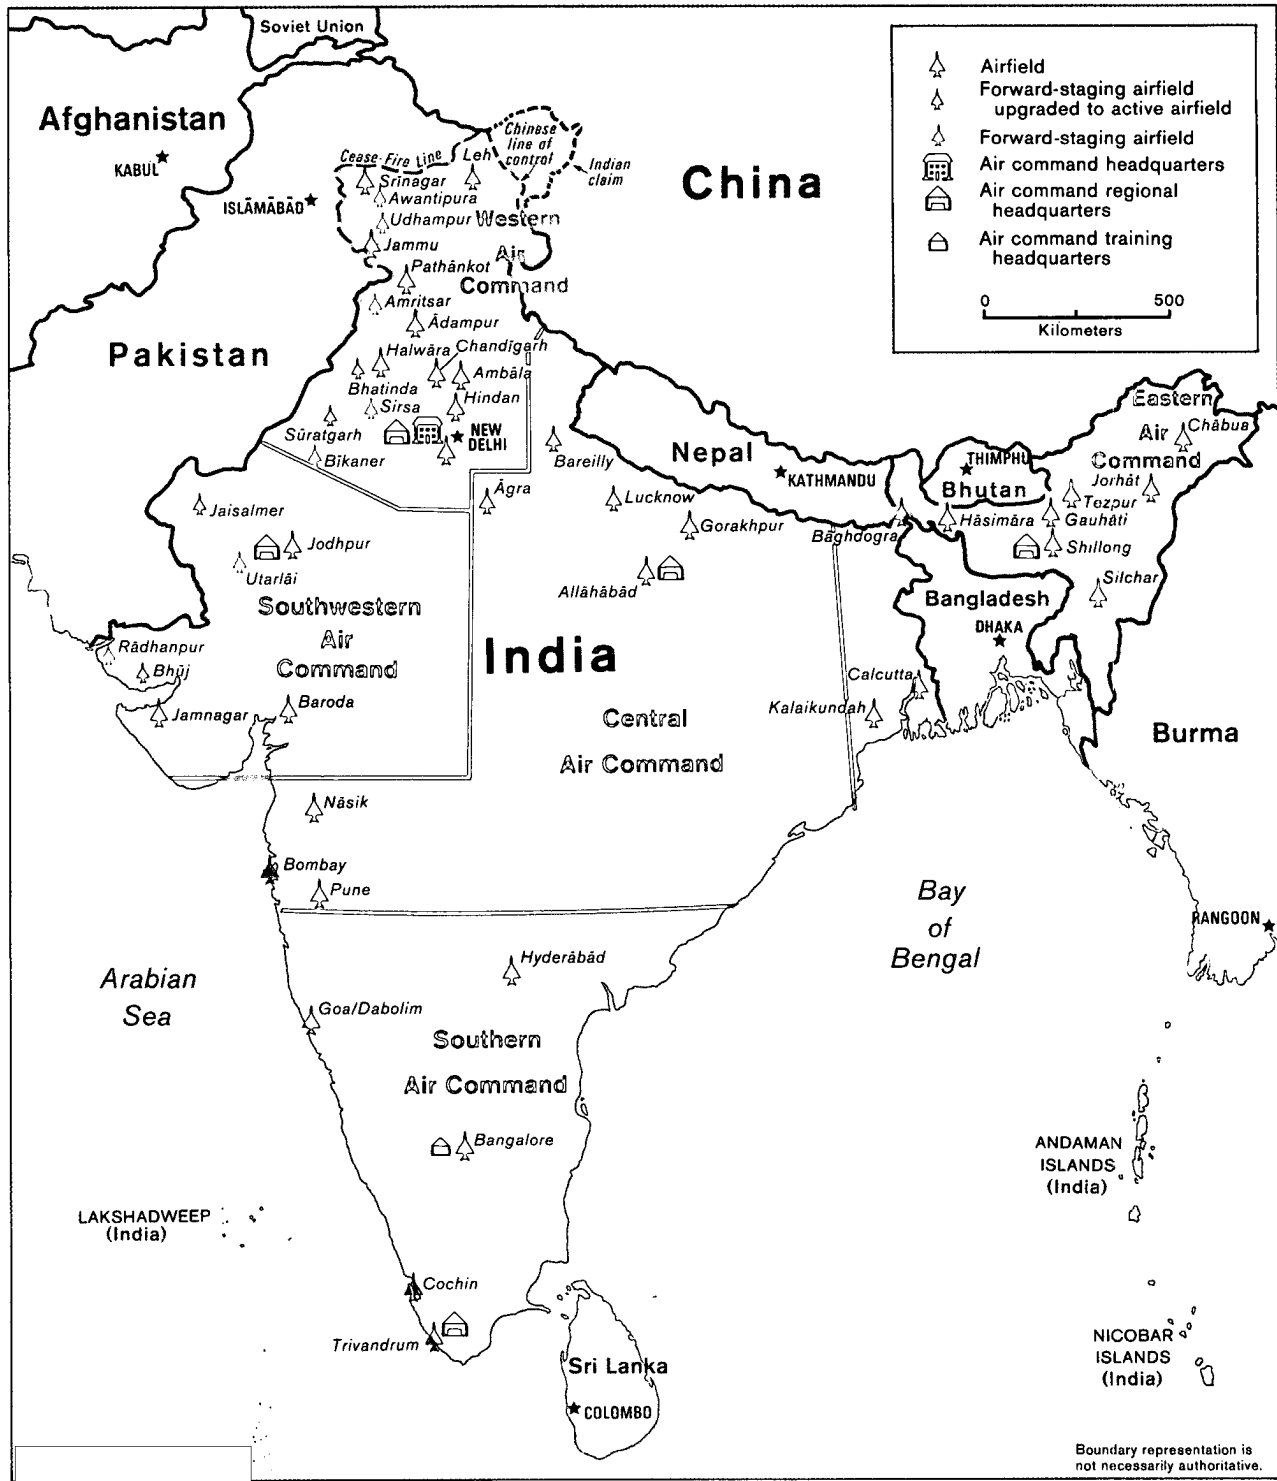 Soviet Union
Airfield
Forward-staging airfield
upgraded to active airfield
Forward-staging airfield
Air command headquarters
Air command regional
headquarters
Air command training
headquarters
0 500
Kilometers
Afghanistan
KABUL
ISLĀMĀBĀD
Pakistan
China
Chinese
line of
control
Indian
claim
Cease-Fire Line
Leh
Srīnagar
Awantipura
Udhampur
Western
Air
Command
Jammu
Pathānkot
Amritsar
Ādampur
Halwāra
Chandīgarh
Bhatinda
Ambāla
Sirsa
Hindan
Sūratgarh
NEW
DELHI
Bīkaner
Bareilly
Nepal
KATHMANDU
THIMPHU
Bhutan
Eastern
Air
Command
Chābua
Jorhāt
Tezpur
Gauhāti
Jaisalmer
Āgra
Lucknow
Gorakhpur
Bāghdogra
Hāsimāra
Shillong
Jodhpur
Utarlāi
Allāhābād
Silchar
Southwestern
Air
Command
India
Bangladesh
DHAKA
Rādhanpur
Bhūj
Jamnagar
Baroda
Calcutta
Kalaikundah
Central
Air Command
Burma
Nāsik
Bombay
Pune
Bay
of
Bengal
RANGOON
Arabian
Sea
Hyderābād
Goa/Dabolim
Southern
Air Command
Bangalore
ANDAMAN
ISLANDS
(India)
LAKSHADWEEP
(India)
Cochin
Trivandrum
Sri Lanka
COLOMBO
NICOBAR
ISLANDS
(India)
Boundary representation is
not necessarily authoritative.